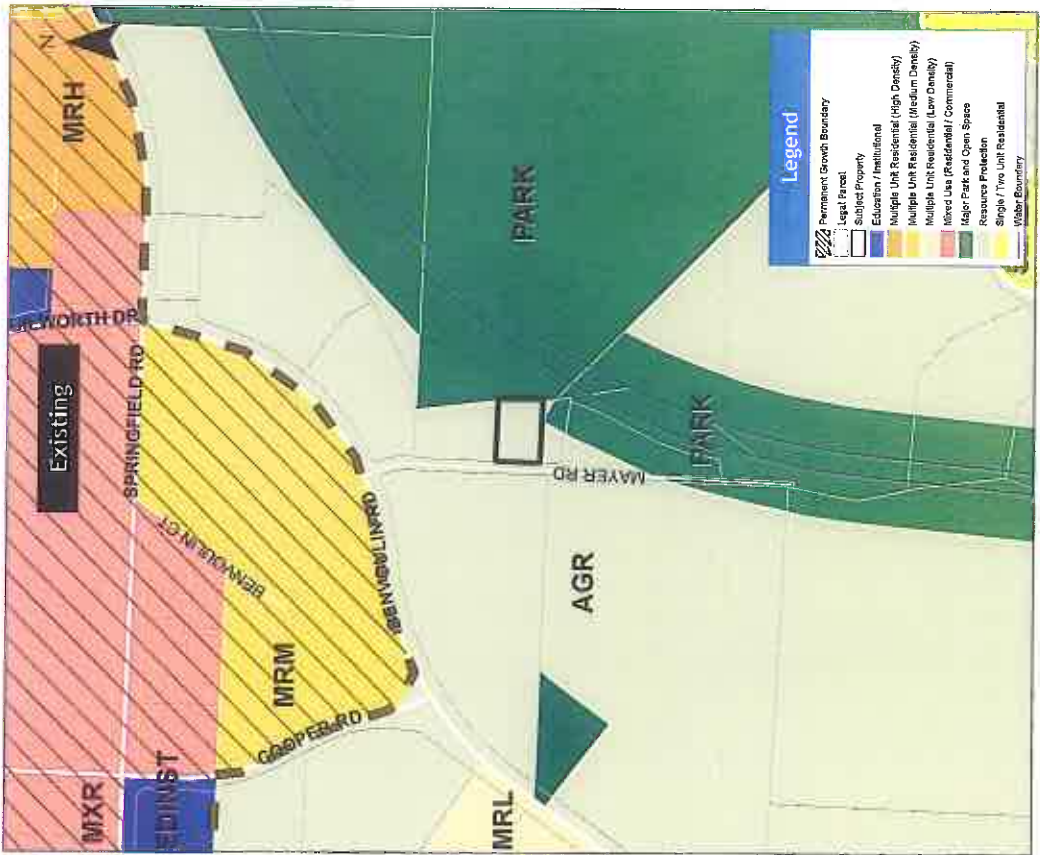 N
MRH
DILWORTH DR
Existing
SPRINGFIELD RD
BENVOULIN CT
BENVOULIN RD
MRM
COOPER RD
MXR
EDINST
MRL
AGR
MAYER RD
PARK
PARK
Legend
Permanent Growth Boundary
Legal Parcel
Subject Property
Education / Institutional
Multiple Unit Residential (High Density)
Multiple Unit Residential (Medium Density)
Multiple Unit Residential (Low Density)
Mixed Use (Residential / Commercial)
Major Park and Open Space
Resource Protection
Single / Two Unit Residential
Water Boundary